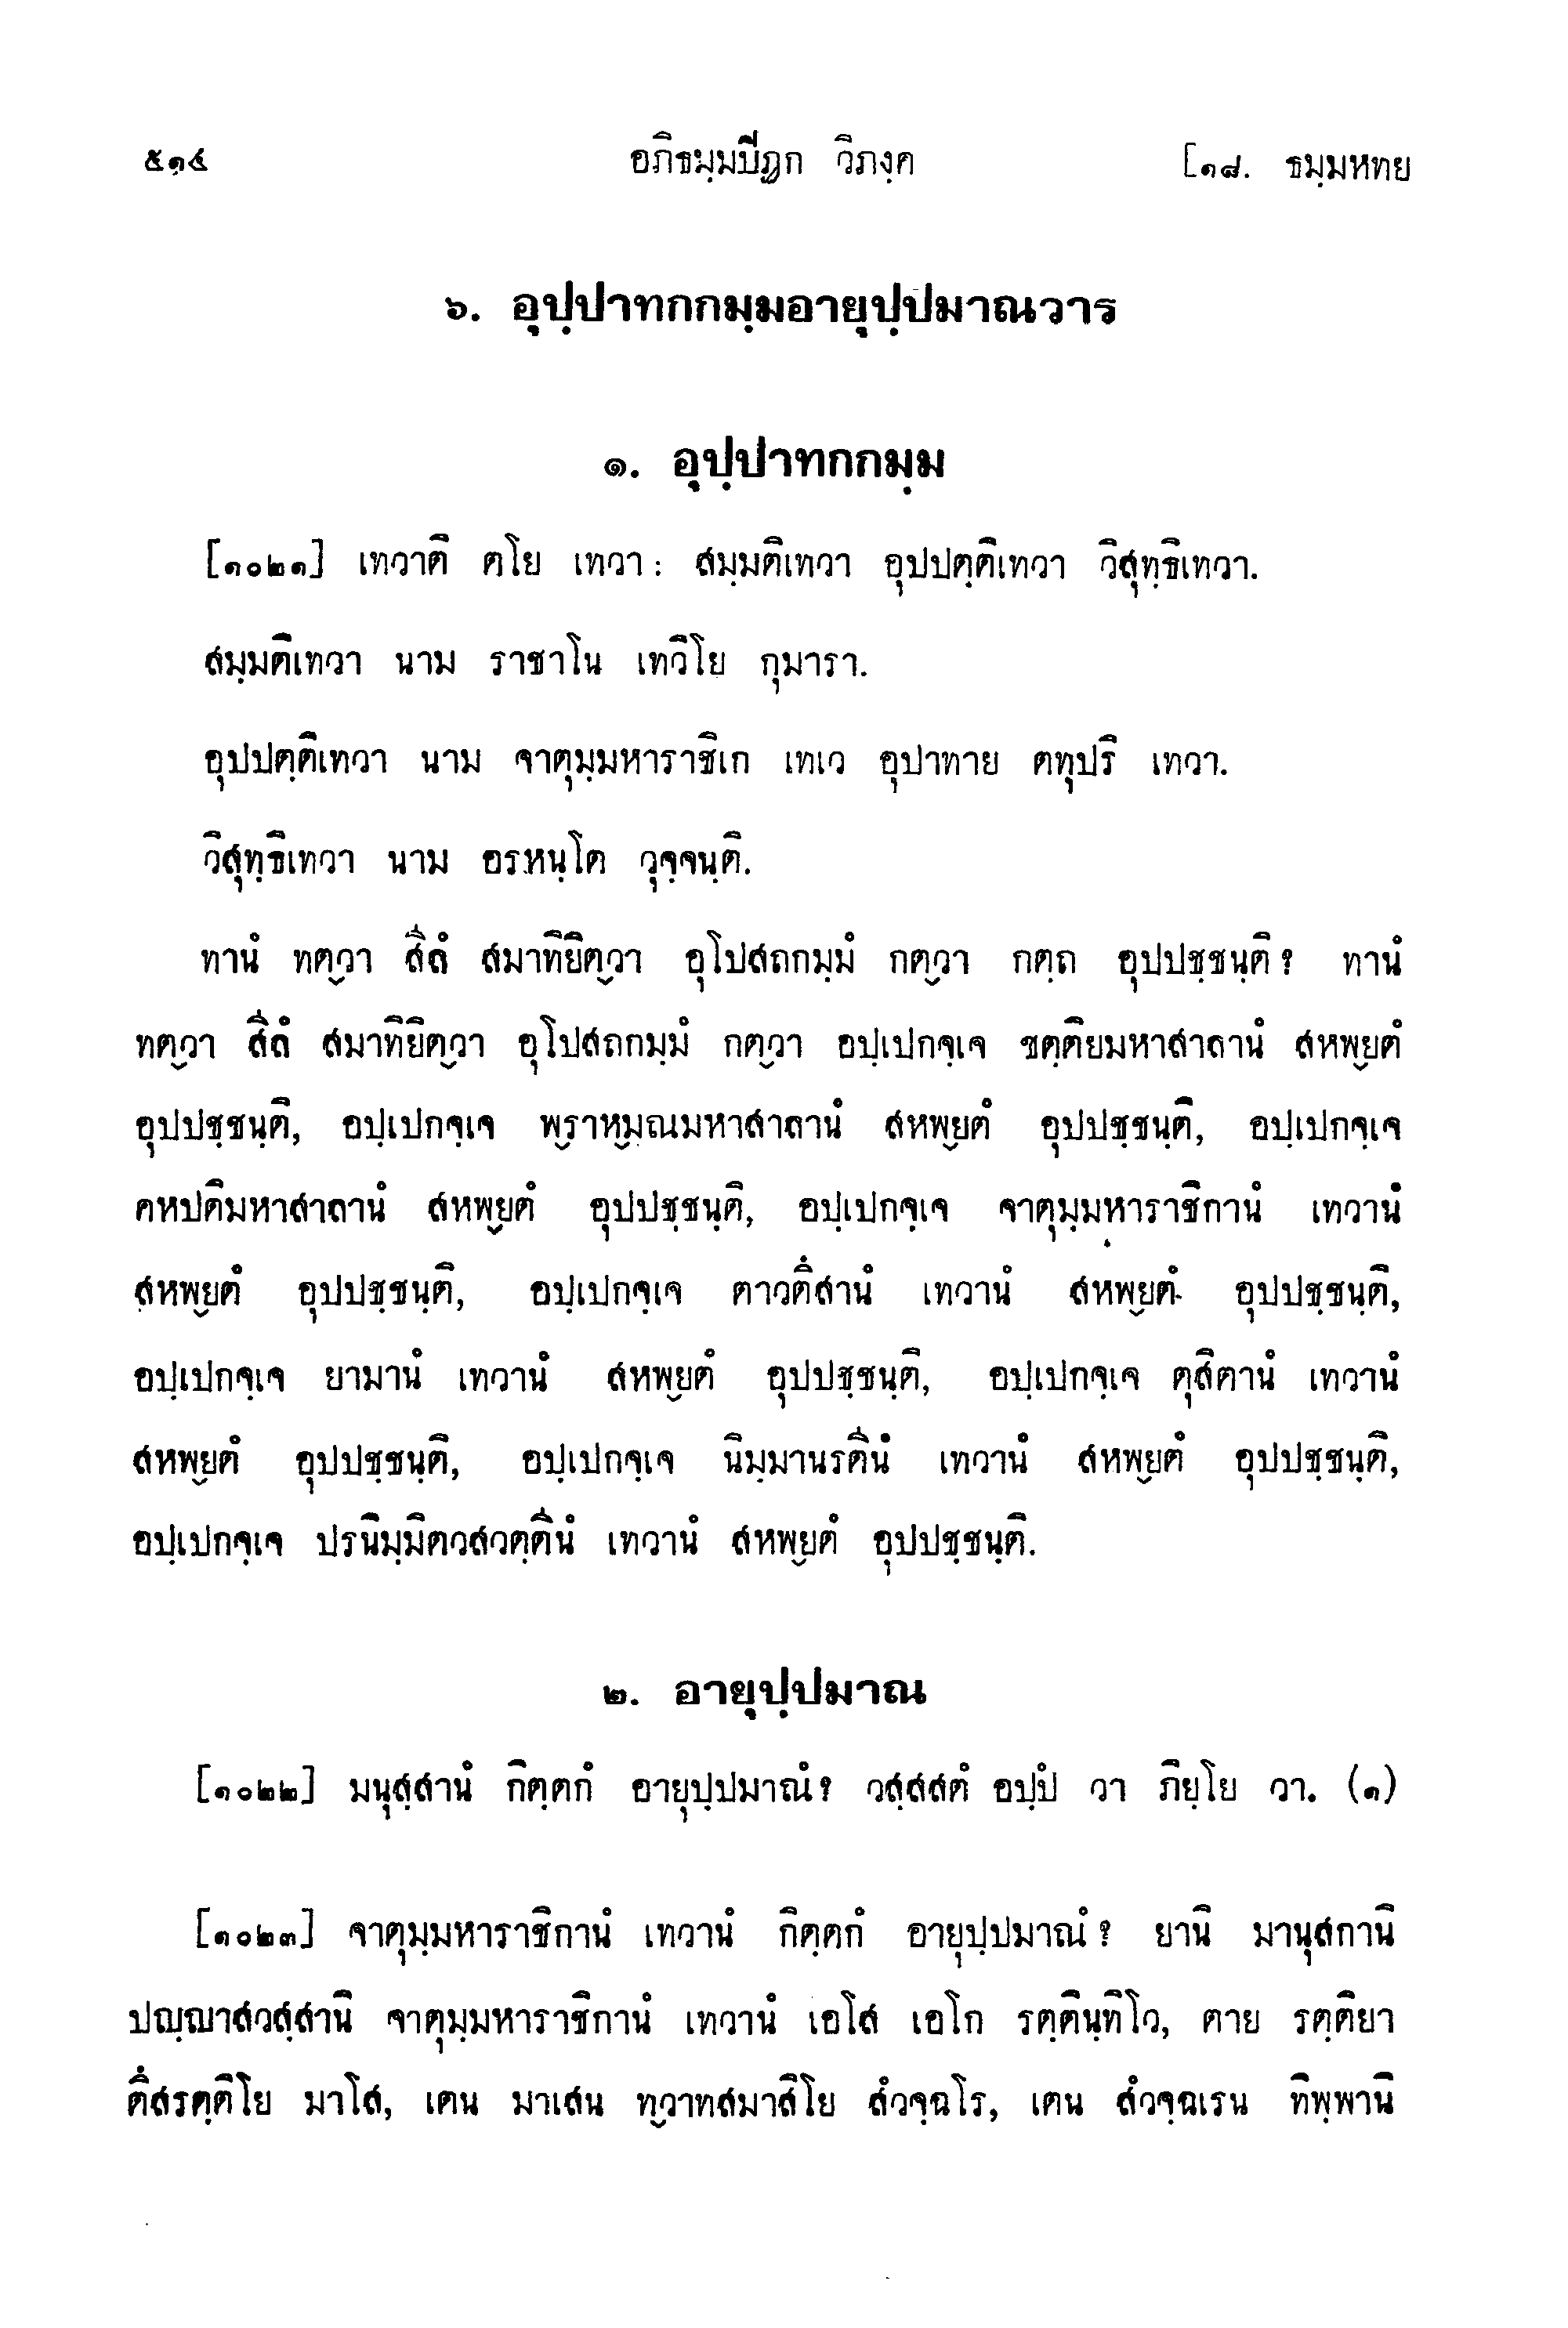 ๕๑๔ อภิธมฺมปิฏก วิภงฺค [๑๘. ธมฺมหทย
๖. อุปฺปาทกกมฺมอายุปฺปมาณวาร
๑. อุปฺปาทกกมฺม
[๑๐๒๑] เทวาติ ตโย เทวา : สมฺมติเทวา อุปปตฺติเทวา วิสุทฺธิเทวา.
สมฺมติเทวา นาม ราชาโน เทวิโย กุมารา.
อุปปตฺติเทวา นาม จาตุมฺมหาราชิเก เทเว อุปาทาย ตทุปริ เทวา.
วิสุทฺธิเทวา นาม อรหนฺโต วุจฺจนฺติ.
ทานํ ทตฺวา สีลํ สมาทิยิตฺวา อุโปสถกมฺมํ กตฺวา กตฺถ อุปปชฺชนฺติ? ทานํ
ทตฺวา สีลํ สมาทิยิตฺวา อุโปสถกมฺมํ กตฺวา อปฺเปกจฺเจ ขตฺติยมหาสาลานํ สหพฺยตํ
อุปปชฺชนฺติ, อปฺเปกจฺเจ พฺราหฺมณมหาสาลานํ สหพฺยตํ อุปปชฺชนฺติ, อปฺเปกจฺเจ
คหปติมหาสาลานํ สหพฺยตํ อุปปชฺชนฺติ, อปฺเปกจฺเจ จาตุมฺมหาราชิกานํ เทวานํ
สหพฺยตํ อุปปชฺชนฺติ, อปฺเปกจฺเจ ตาวตึสานํ เทวานํ สหพฺยตํ อุปปชฺชนฺติ,
อปฺเปกจฺเจ ยามานํ เทวานํ สหพฺยตํ อุปปชฺชนฺติ, อปฺเปกจฺเจ ตุสิตานํ เทวานํ
สหพฺยตํ อุปปชฺชนฺติ, อปฺเปกจฺเจ นิมฺมานรตีนํ เทวานํ สหพฺยตํ อุปปชฺชนฺติ,
อปฺเปกจฺเจ ปรนิมฺมิตวสวตฺตีนํ เทวานํ สหพฺยตํ อุปปชฺชนฺติ.
๒. อายุปฺปมาณ
[๑๐๒๒] มนุสฺสานํ กิตฺตกํ อายุปฺปมาณํ? วสฺสสตํ อปฺปํ วา ภิยฺโย วา. (๑)
[๑๐๒๓] จาตุมฺมหาราชิกานํ เทวานํ กิตฺตกํ อายุปฺปมาณํ? ยานิ มานุสกานิ
ปญฺญาสวสฺสานิ จาตุมฺมหาราชิกานํ เทวานํ เอโส เอโก รตฺตินฺทิโว, ตาย รตฺติยา
ตึสรตฺติโย มาโส, เตน มาเสน ทฺวาทสมาสิโย สํวจฺฉโร, เตน สํวจฺฉเรน ทิพฺพานิ